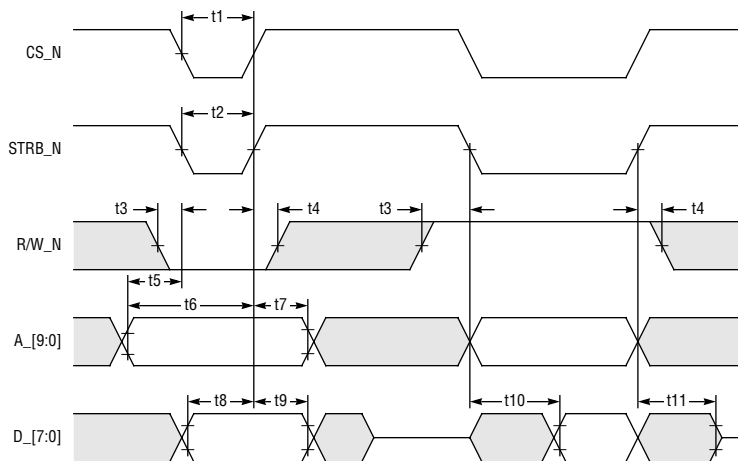 t1
CS_N
t2
STRB_N
t3 t4 t3 t4
R/W_N
t5
t6 t7
A_[9:0]
t8 t9 t10 t11
D_[7:0]